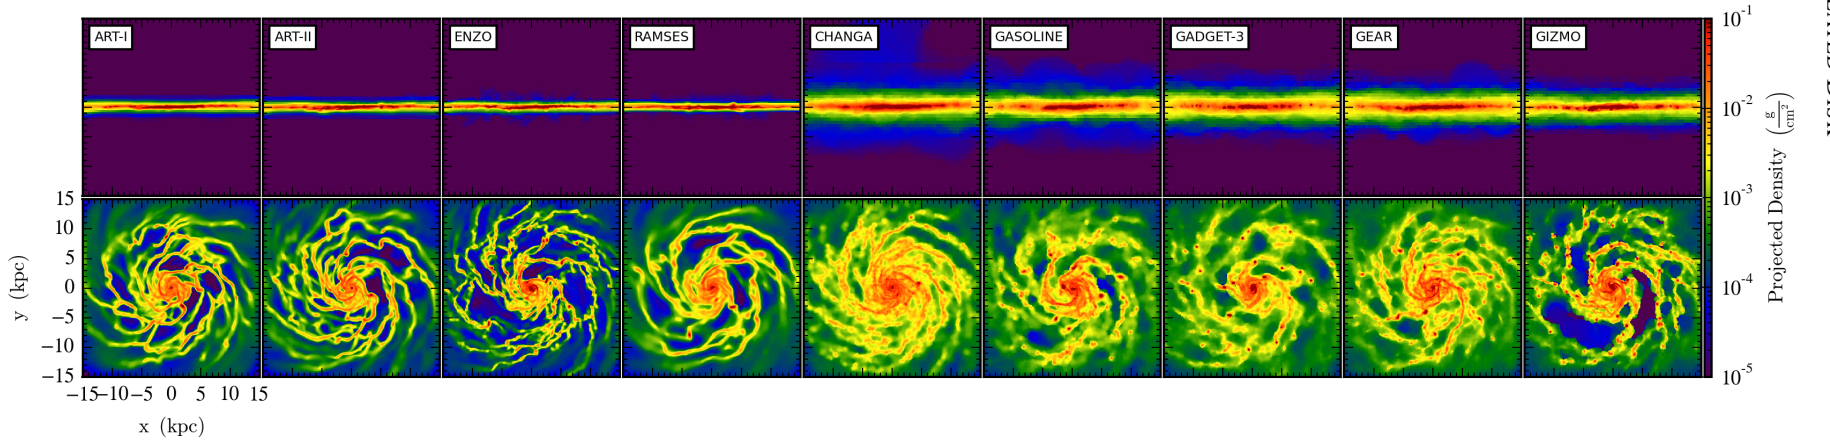 ART-I
ART-II
ENZO
RAMSES
CHANGA
GASOLINE
GADGET-3
GEAR
GIZMO
10^-1
10^-2
10^-3
10^-4
10^-5
Projected Density (g/cm^2)
15
10
5
0
−5
−10
−15
y (kpc)
−15 −10 −5 0 5 10 15
x (kpc)